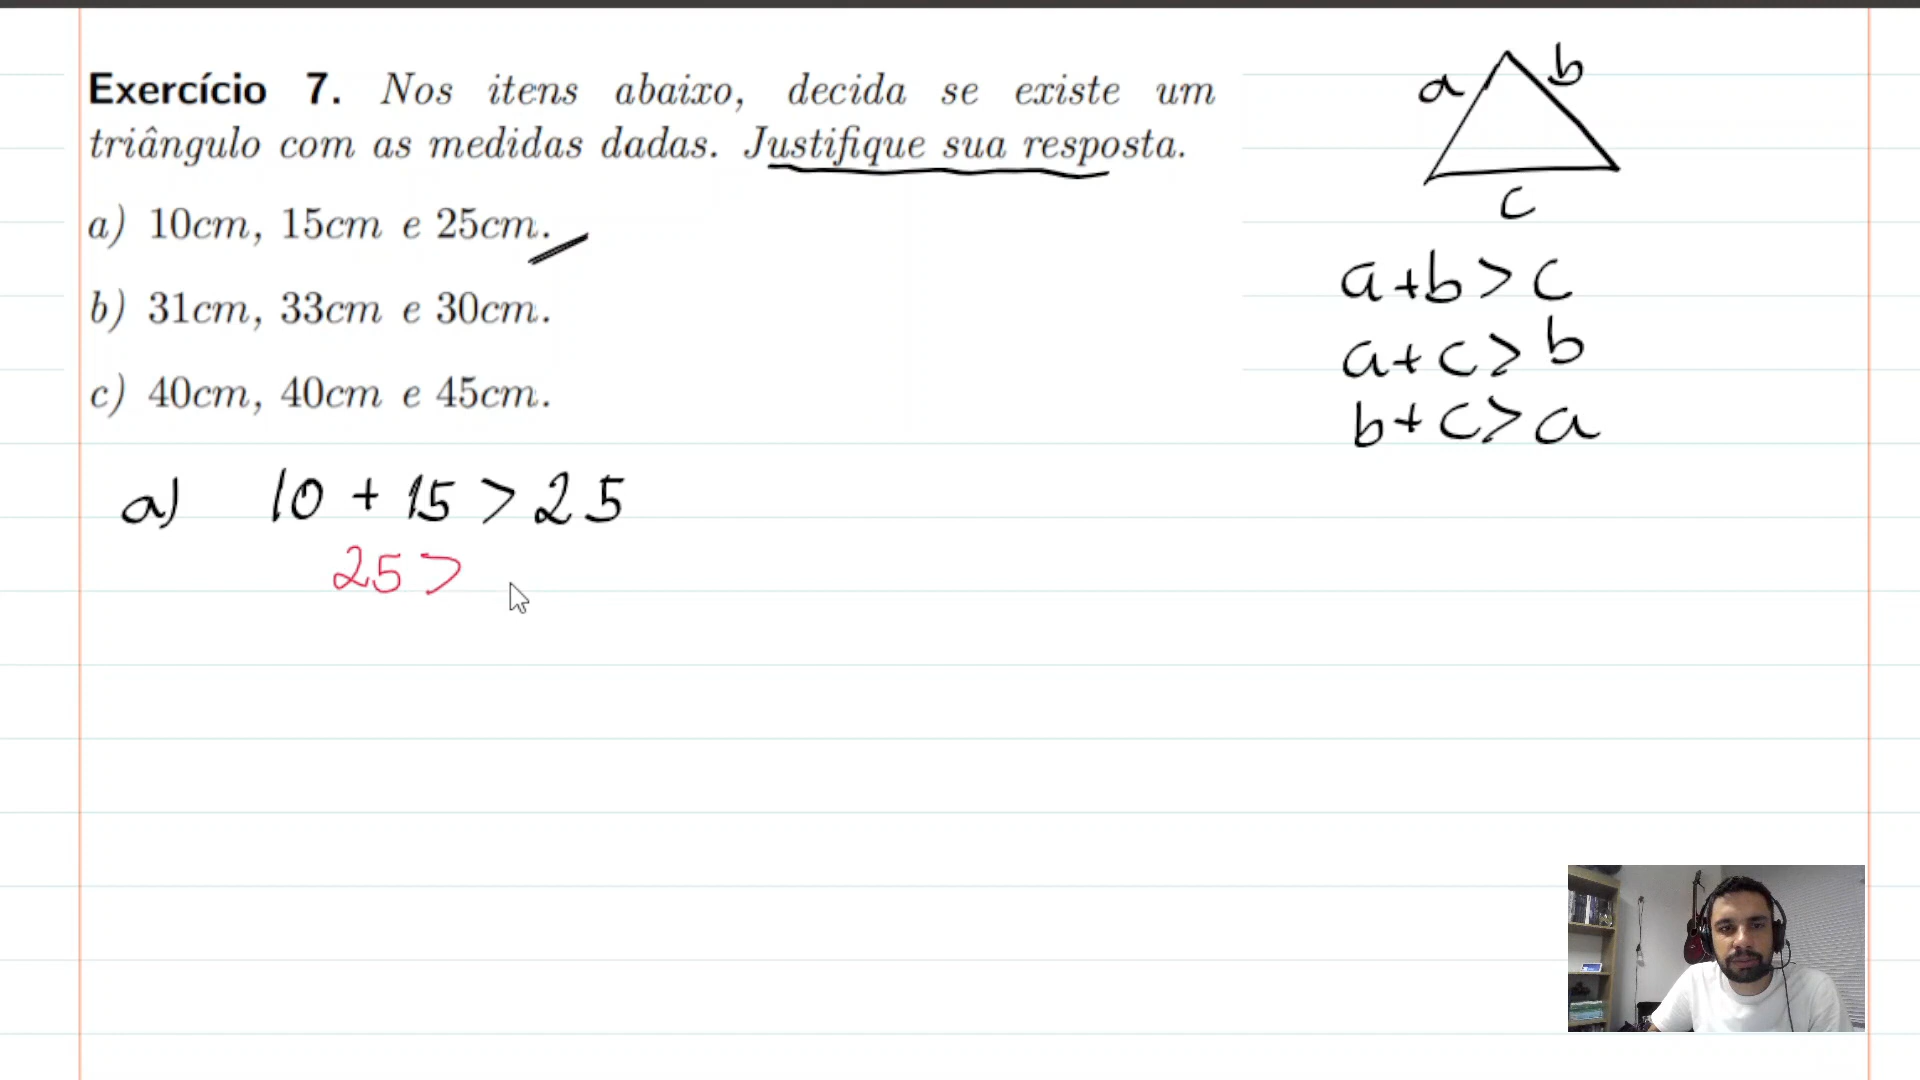 Exercício 7. Nos itens abaixo, decida se existe um
triângulo com as medidas dadas. Justifique sua resposta.
a) 10cm, 15cm e 25cm.
b) 31cm, 33cm e 30cm.
c) 40cm, 40cm e 45cm.
a) 10 + 15 > 25
25 >
a b
c
a+b>c
a+c>b
b+c>a